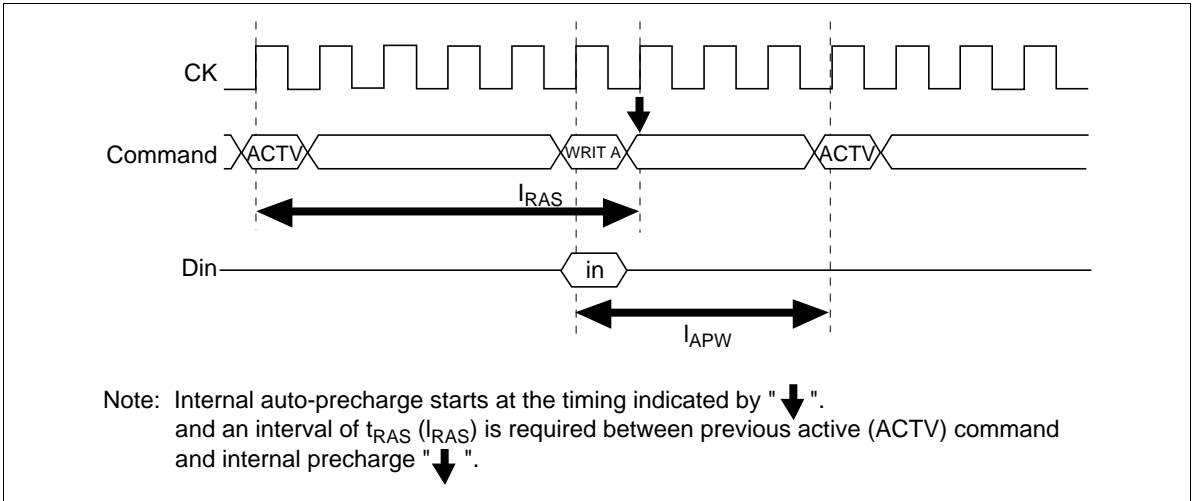 CK
Command ACTV WRIT A ACTV
lRAS
Din in
lAPW
Note: Internal auto-precharge starts at the timing indicated by " ".
and an interval of tRAS (lRAS) is required between previous active (ACTV) command
and internal precharge " ".